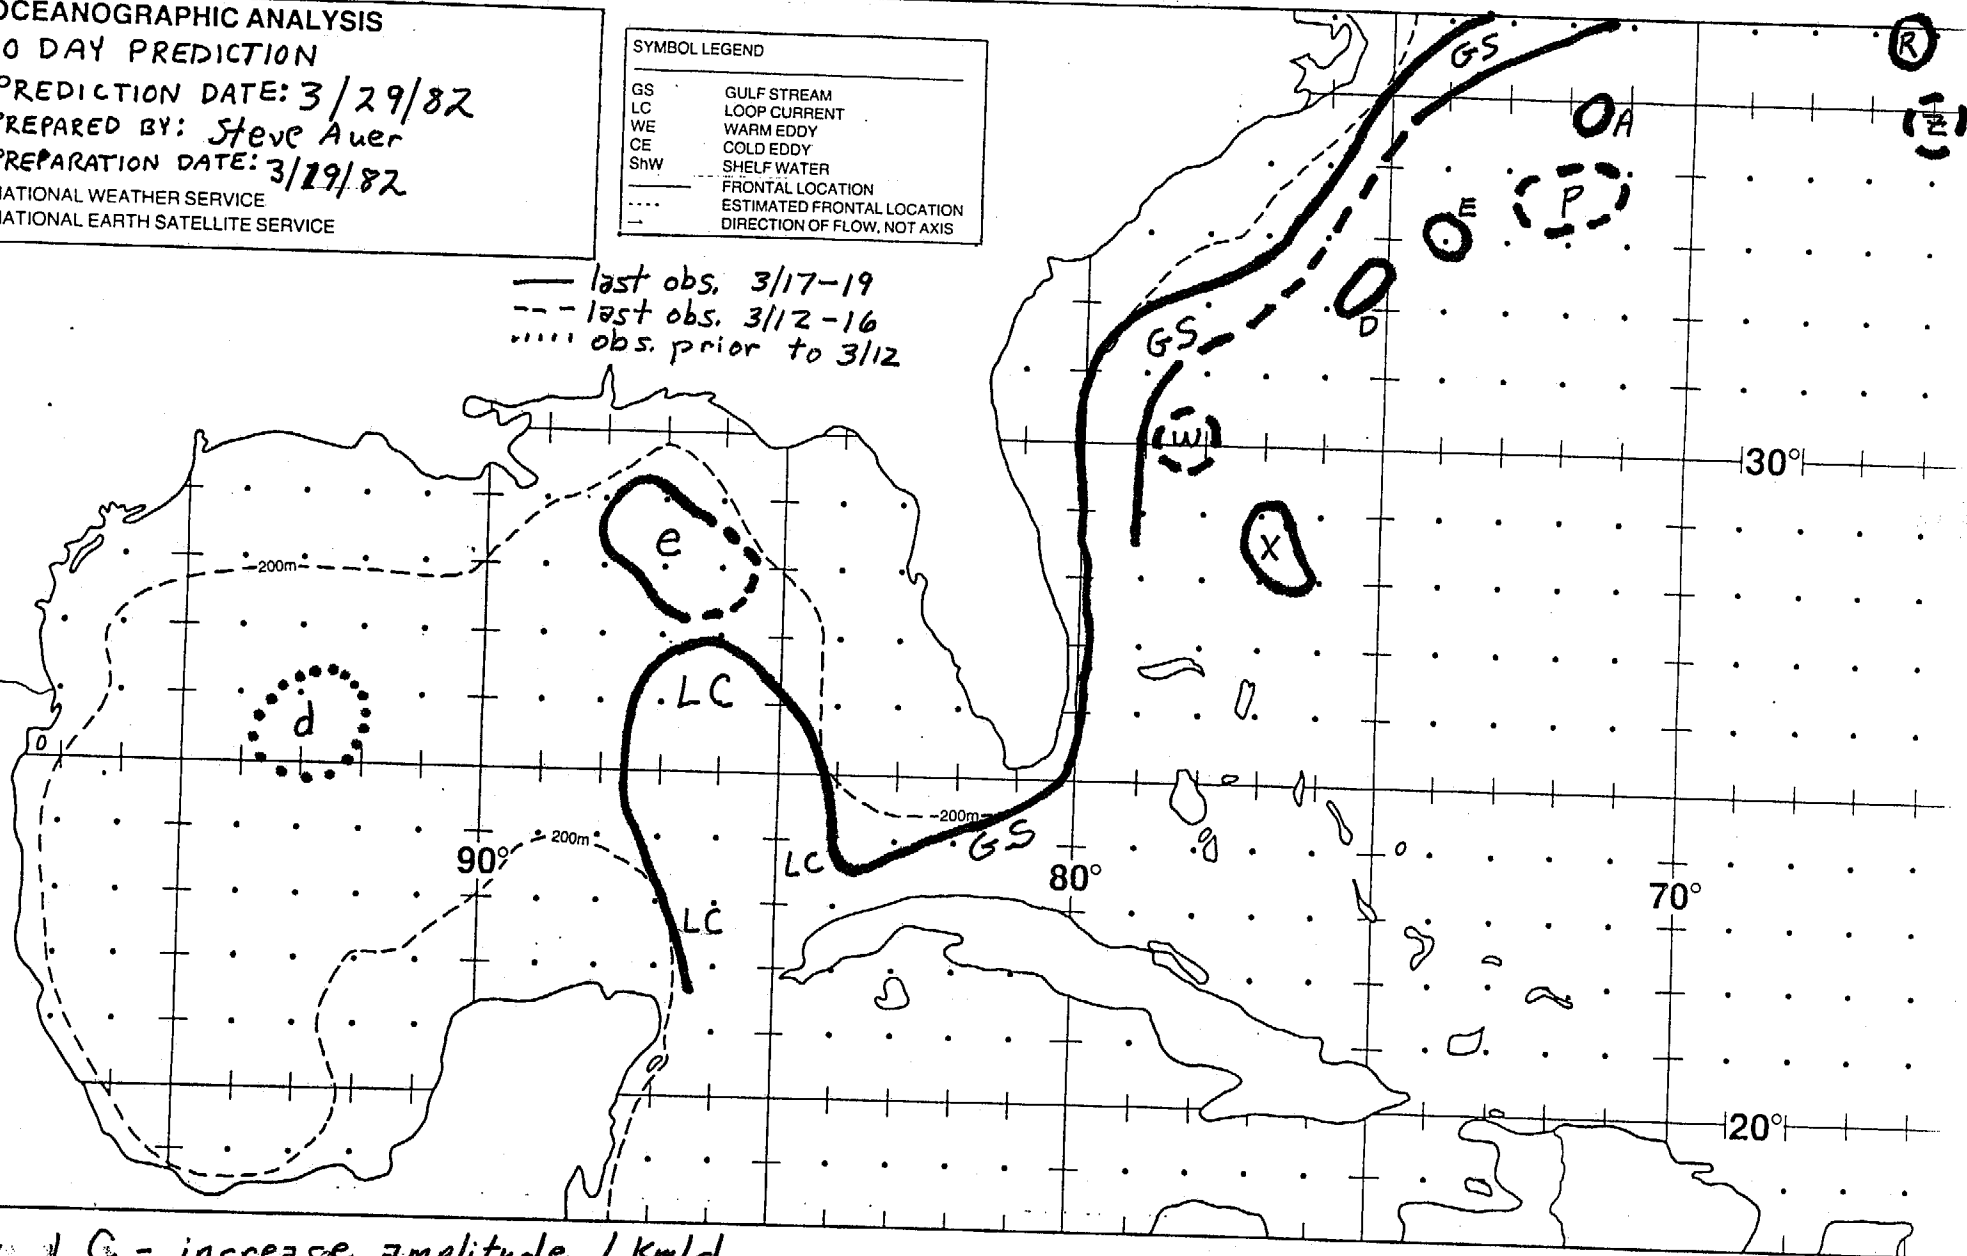 OCEANOGRAPHIC ANALYSIS
0 DAY PREDICTION
PREDICTION DATE: 3/29/82
PREPARED BY: Steve Auer
PREPARATION DATE: 3/19/82
NATIONAL WEATHER SERVICE
NATIONAL EARTH SATELLITE SERVICE
SYMBOL LEGEND
GS GULF STREAM
LC LOOP CURRENT
WE WARM EDDY
CE COLD EDDY
ShW SHELF WATER
FRONTAL LOCATION
ESTIMATED FRONTAL LOCATION
DIRECTION OF FLOW, NOT AXIS
last obs. 3/17-19
last obs. 3/12-16
obs. prior to 3/12
GS
R
A
Z
P
E
D
GS
W
30°
e
X
200m
LC
d
200m
GS
200m
90°
LC
80°
70°
LC
20°
LC - increase amplitude 1 km/d